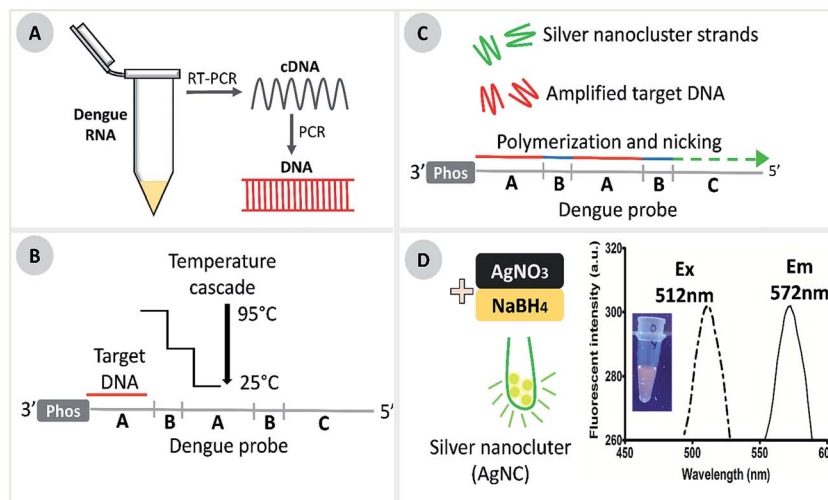 A
RT-PCR
cDNA
Dengue
RNA
PCR
DNA
B
Temperature
cascade
95°C
25°C
Target
DNA
3’ Phos 5’
A B A B C
Dengue probe
C
Silver nanocluster strands
Amplified target DNA
Polymerization and nicking
3’ Phos 5’
A B A B C
Dengue probe
D
AgNO3
+
NaBH4
Silver nanocluter
(AgNC)
Fluorescent intensity (a.u.)
320
300
280
260
Ex
512nm
Em
572nm
450 500 550 600
Wavelength (nm)